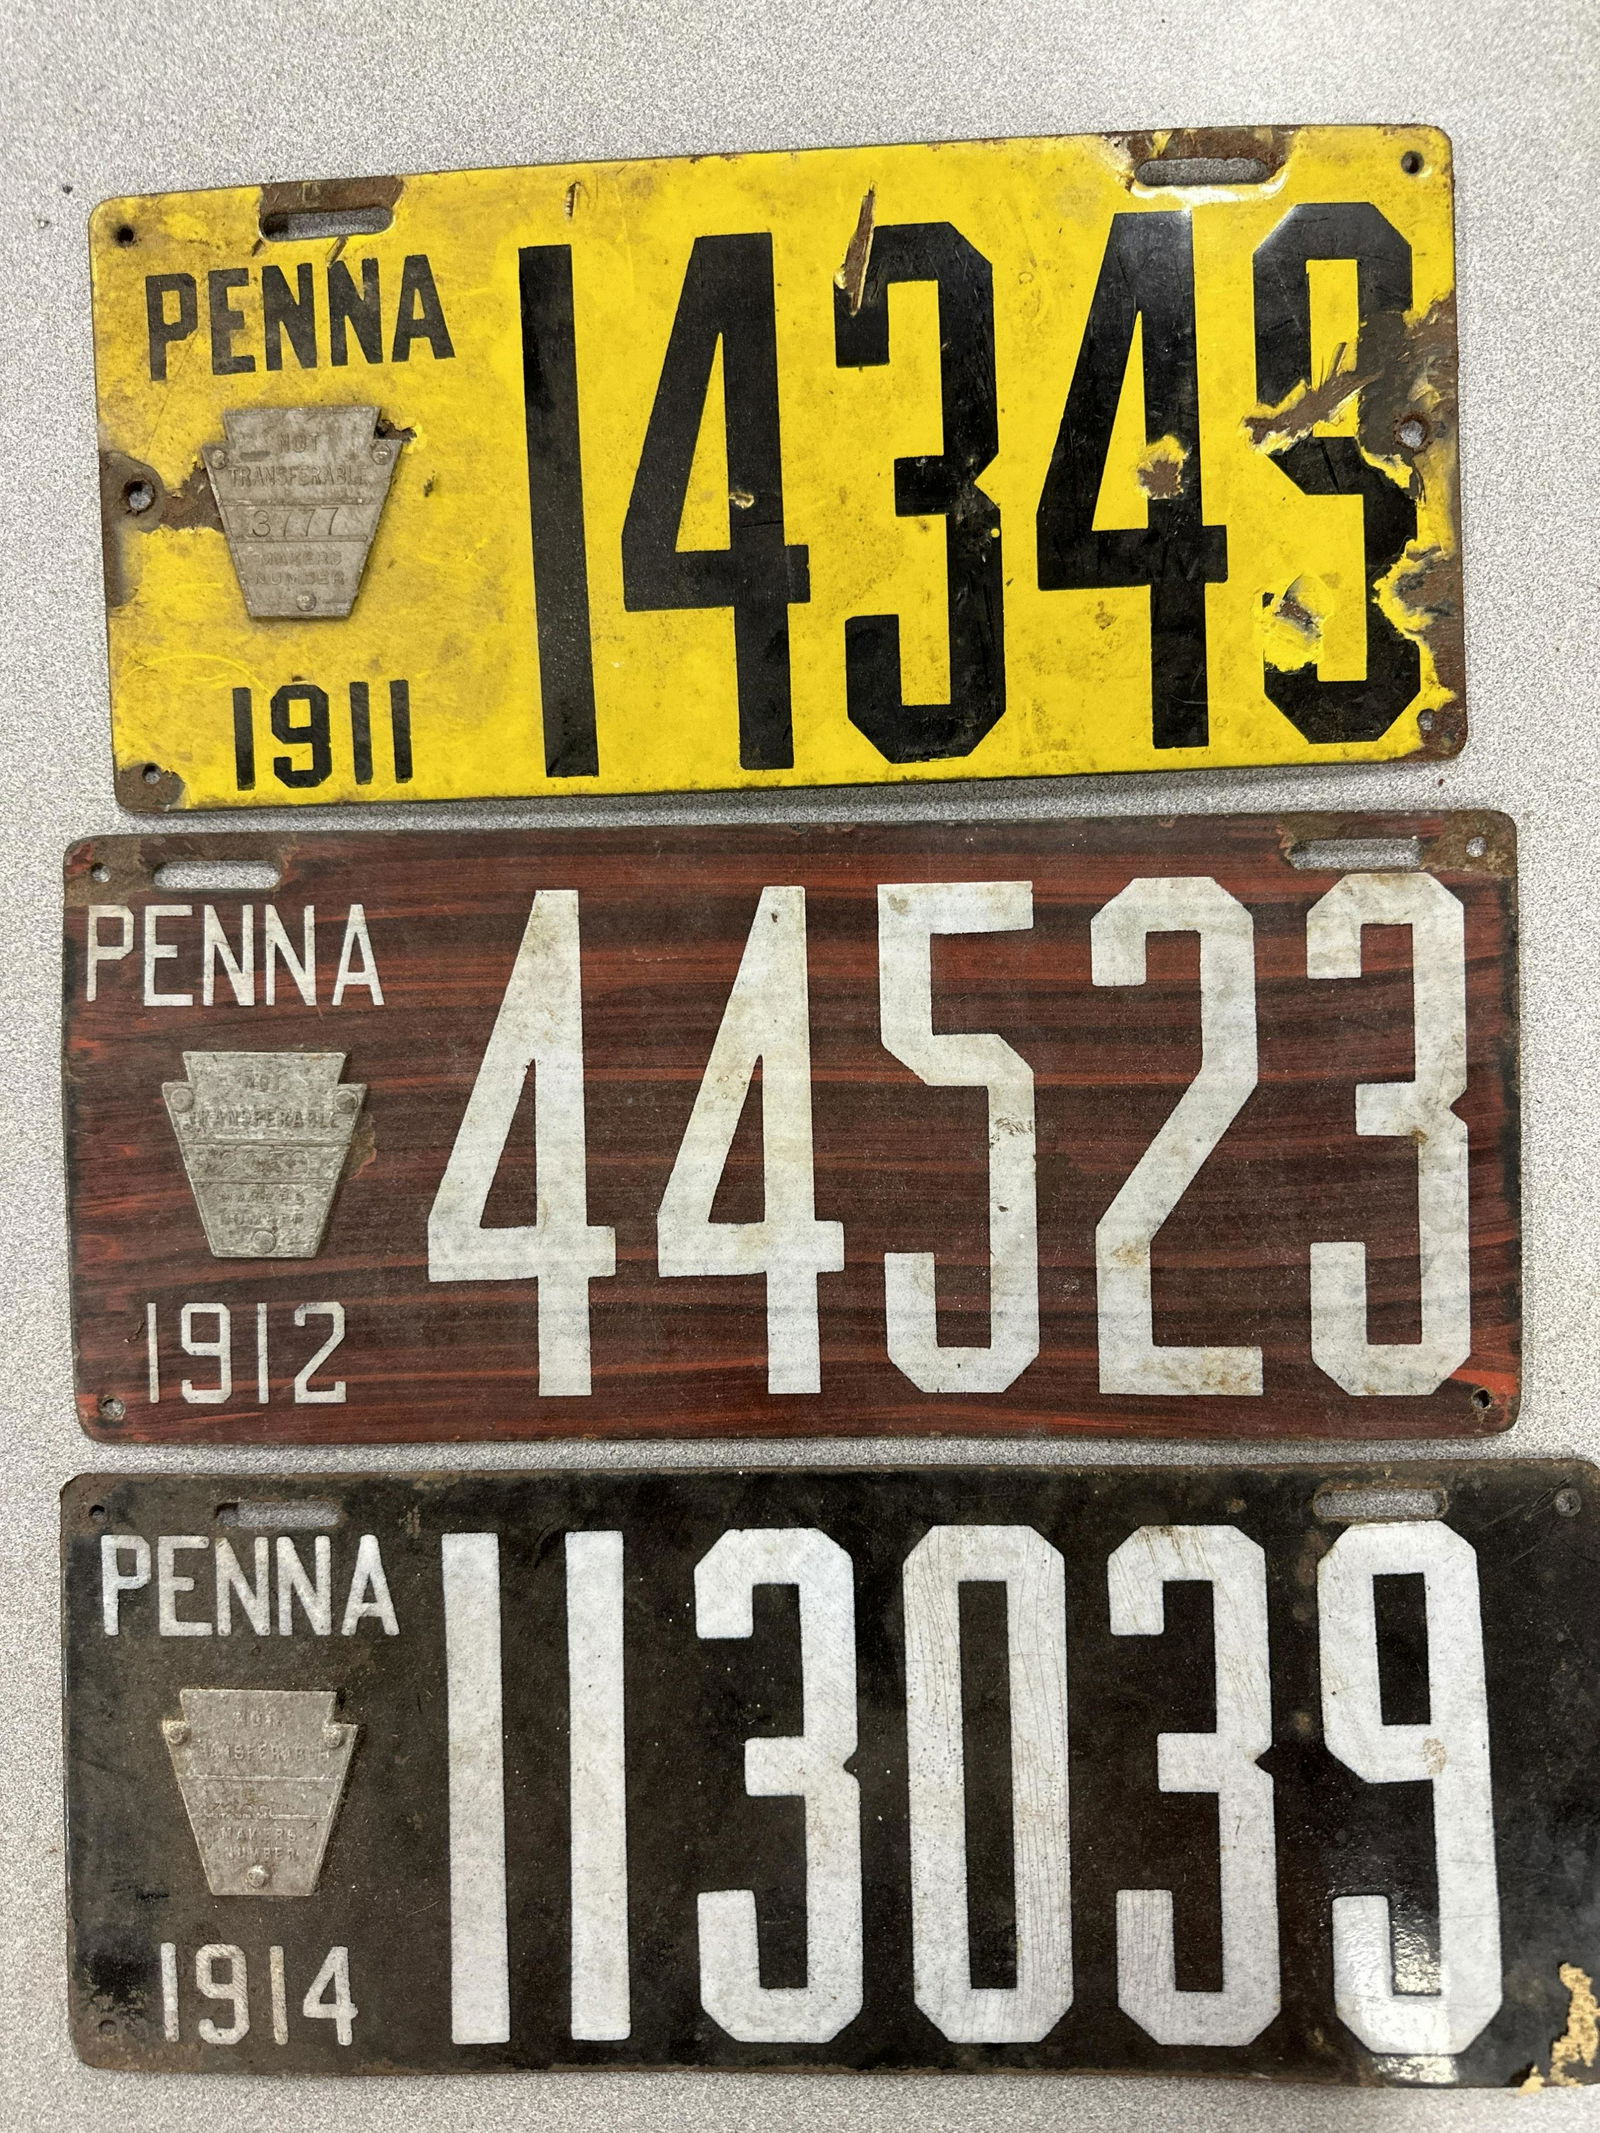 PENNA
14349
NOT
TRANSFERABLE
3777
MAKERS
NUMBER
1911
PENNA
44523
NOT
TRANSFERABLE
MAKERS
NUMBER
1912
PENNA
113039
NOT
TRANSFERABLE
MAKERS
NUMBER
1914